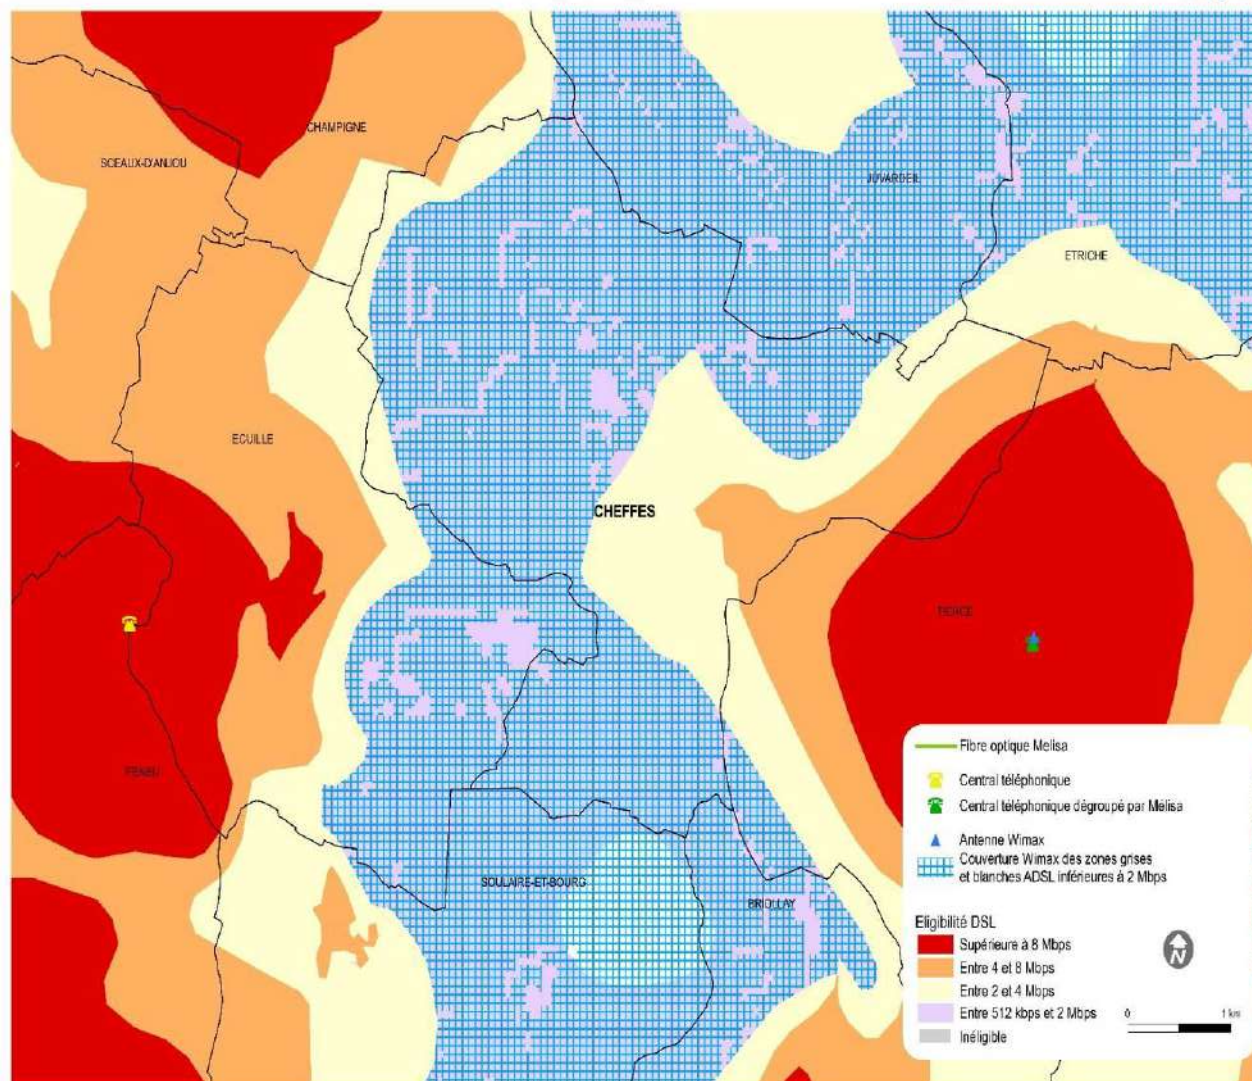 CHAMPIGNE
SCEAUX-D'ANJOU
JUVARDEIL
ETRICHE
ECUILLE
CHEFFES
TIERCE
FENEU
SOULAIRE-ET-BOURG
BRIOLLAY
Fibre optique Melisa
Central téléphonique
Central téléphonique dégroupé par Mélisa
Antenne Wimax
Couverture Wimax des zones grises
et blanches ADSL inférieures à 2 Mbps
Eligibilité DSL
Supérieure à 8 Mbps
Entre 4 et 8 Mbps
Entre 2 et 4 Mbps
Entre 512 kbps et 2 Mbps
Inéligible
N
0 1 km